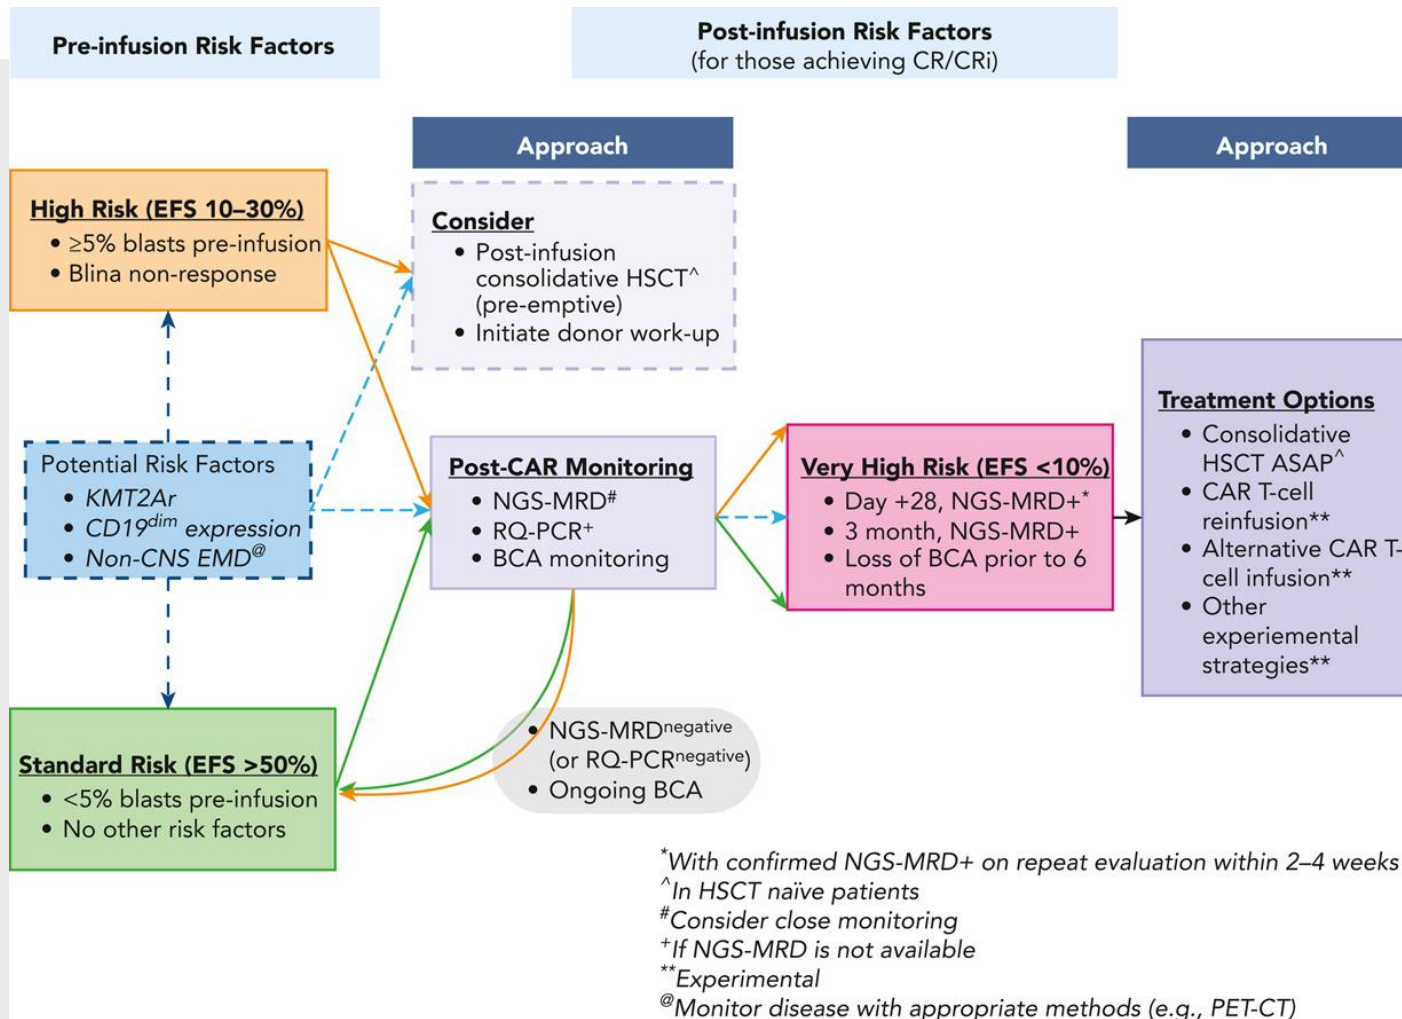 Pre-infusion Risk Factors
Post-infusion Risk Factors
(for those achieving CR/CRi)
Approach
Approach
High Risk (EFS 10–30%)
• ≥5% blasts pre-infusion
• Blina non-response
Consider
• Post-infusion
consolidative HSCT^
(pre-emptive)
• Initiate donor work-up
Potential Risk Factors
• KMT2Ar
• CD19dim expression
• Non-CNS EMD@
Post-CAR Monitoring
• NGS-MRD#
• RQ-PCR+
• BCA monitoring
Very High Risk (EFS <10%)
• Day +28, NGS-MRD+*
• 3 month, NGS-MRD+
• Loss of BCA prior to 6
months
Treatment Options
• Consolidative
HSCT ASAP^
• CAR T-cell
reinfusion**
• Alternative CAR T-
cell infusion**
• Other
experiemental
strategies**
Standard Risk (EFS >50%)
• <5% blasts pre-infusion
• No other risk factors
• NGS-MRDnegative
(or RQ-PCRnegative)
• Ongoing BCA
*With confirmed NGS-MRD+ on repeat evaluation within 2–4 weeks
^In HSCT naïve patients
#Consider close monitoring
+If NGS-MRD is not available
**Experimental
@Monitor disease with appropriate methods (e.g., PET-CT)